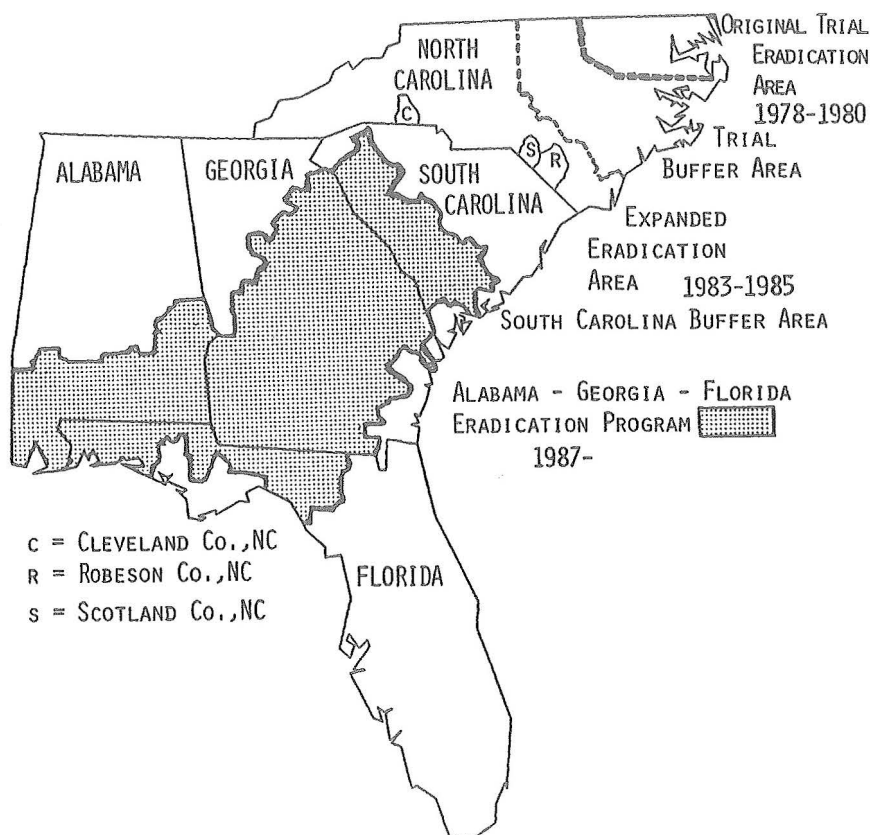 ORIGINAL TRIAL
ERADICATION
AREA
1978-1980
TRIAL
BUFFER AREA
NORTH
CAROLINA
C
S
R
ALABAMA
GEORGIA
SOUTH
CAROLINA
EXPANDED
ERADICATION
AREA 1983-1985
SOUTH CAROLINA BUFFER AREA
ALABAMA - GEORGIA - FLORIDA
ERADICATION PROGRAM
1987-
C = CLEVELAND CO.,NC
R = ROBESON CO.,NC
S = SCOTLAND CO.,NC
FLORIDA